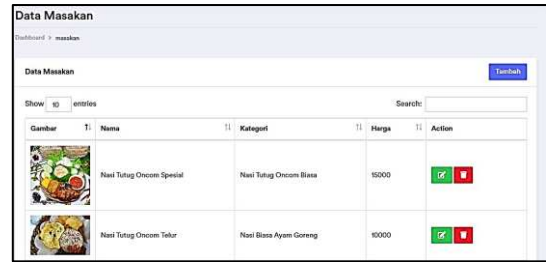 Data Masakan
Dashboard > masakan
Data Masakan
Tambah
Show 10 entries
Search:
Gambar Nama Kategori Harga Action
Nasi Tutug Oncom Spesial Nasi Tutug Oncom Biasa 15000
Nasi Tutug Oncom Telur Nasi Biasa Ayam Goreng 10000